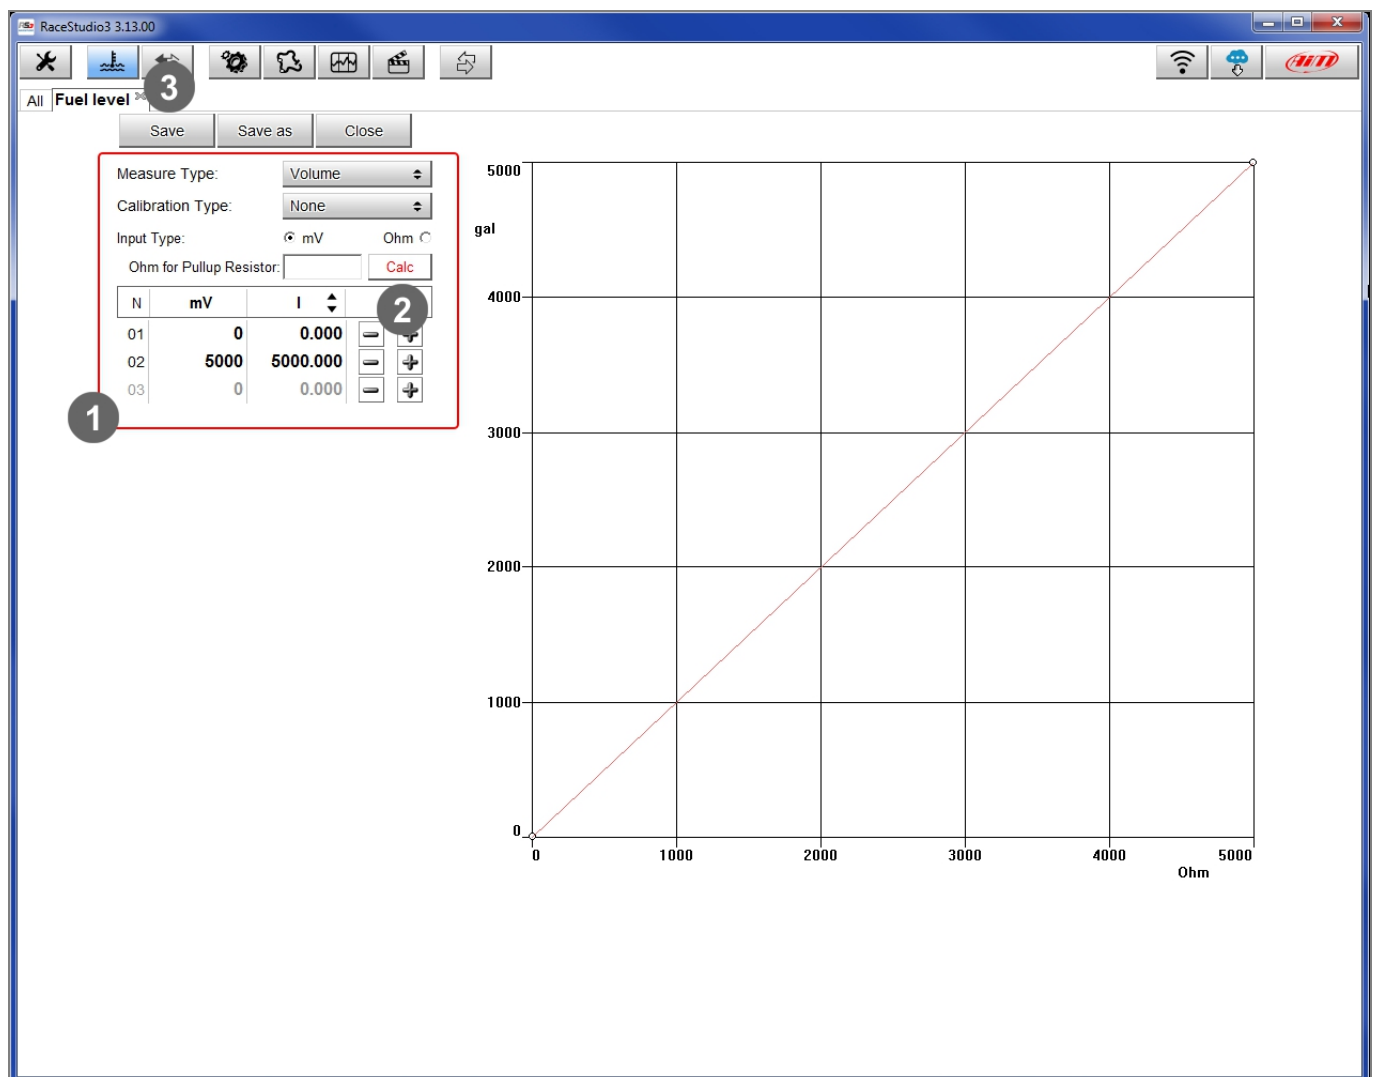 RS3 RaceStudio3 3.13.00
AiM
3
All Fuel level
Save Save as Close
Measure Type: Volume
Calibration Type: None
Input Type: mV Ohm
Ohm for Pullup Resistor: Calc
N mV l
2
01 0 0.000
02 5000 5000.000
03 0 0.000
1
5000
gal
4000
3000
2000
1000
0
0 1000 2000 3000 4000 5000
Ohm